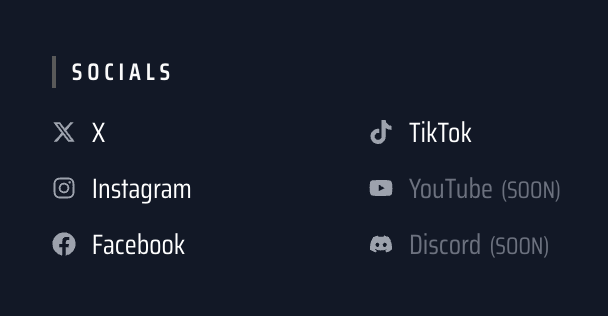 SOCIALS
X
TikTok
Instagram
YouTube (SOON)
Facebook
Discord (SOON)